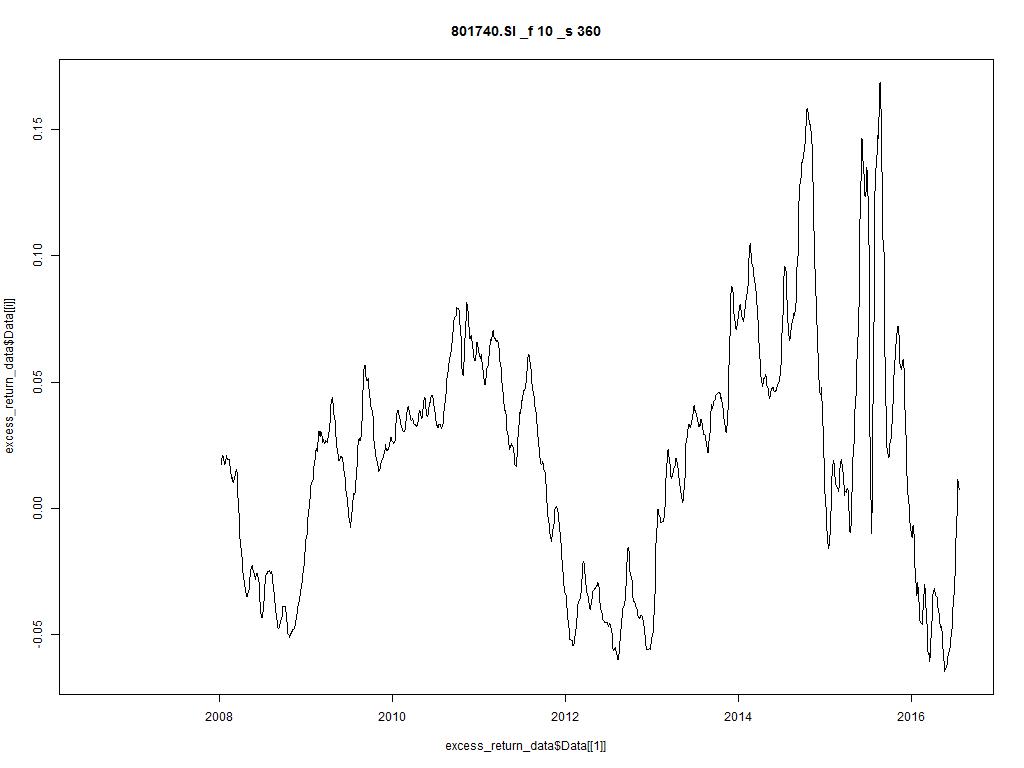 801740.SI _f 10 _s 360
excess_return_data$Data[[i]]
0.15
0.10
0.05
0.00
-0.05
2008 2010 2012 2014 2016
excess_return_data$Data[[1]]